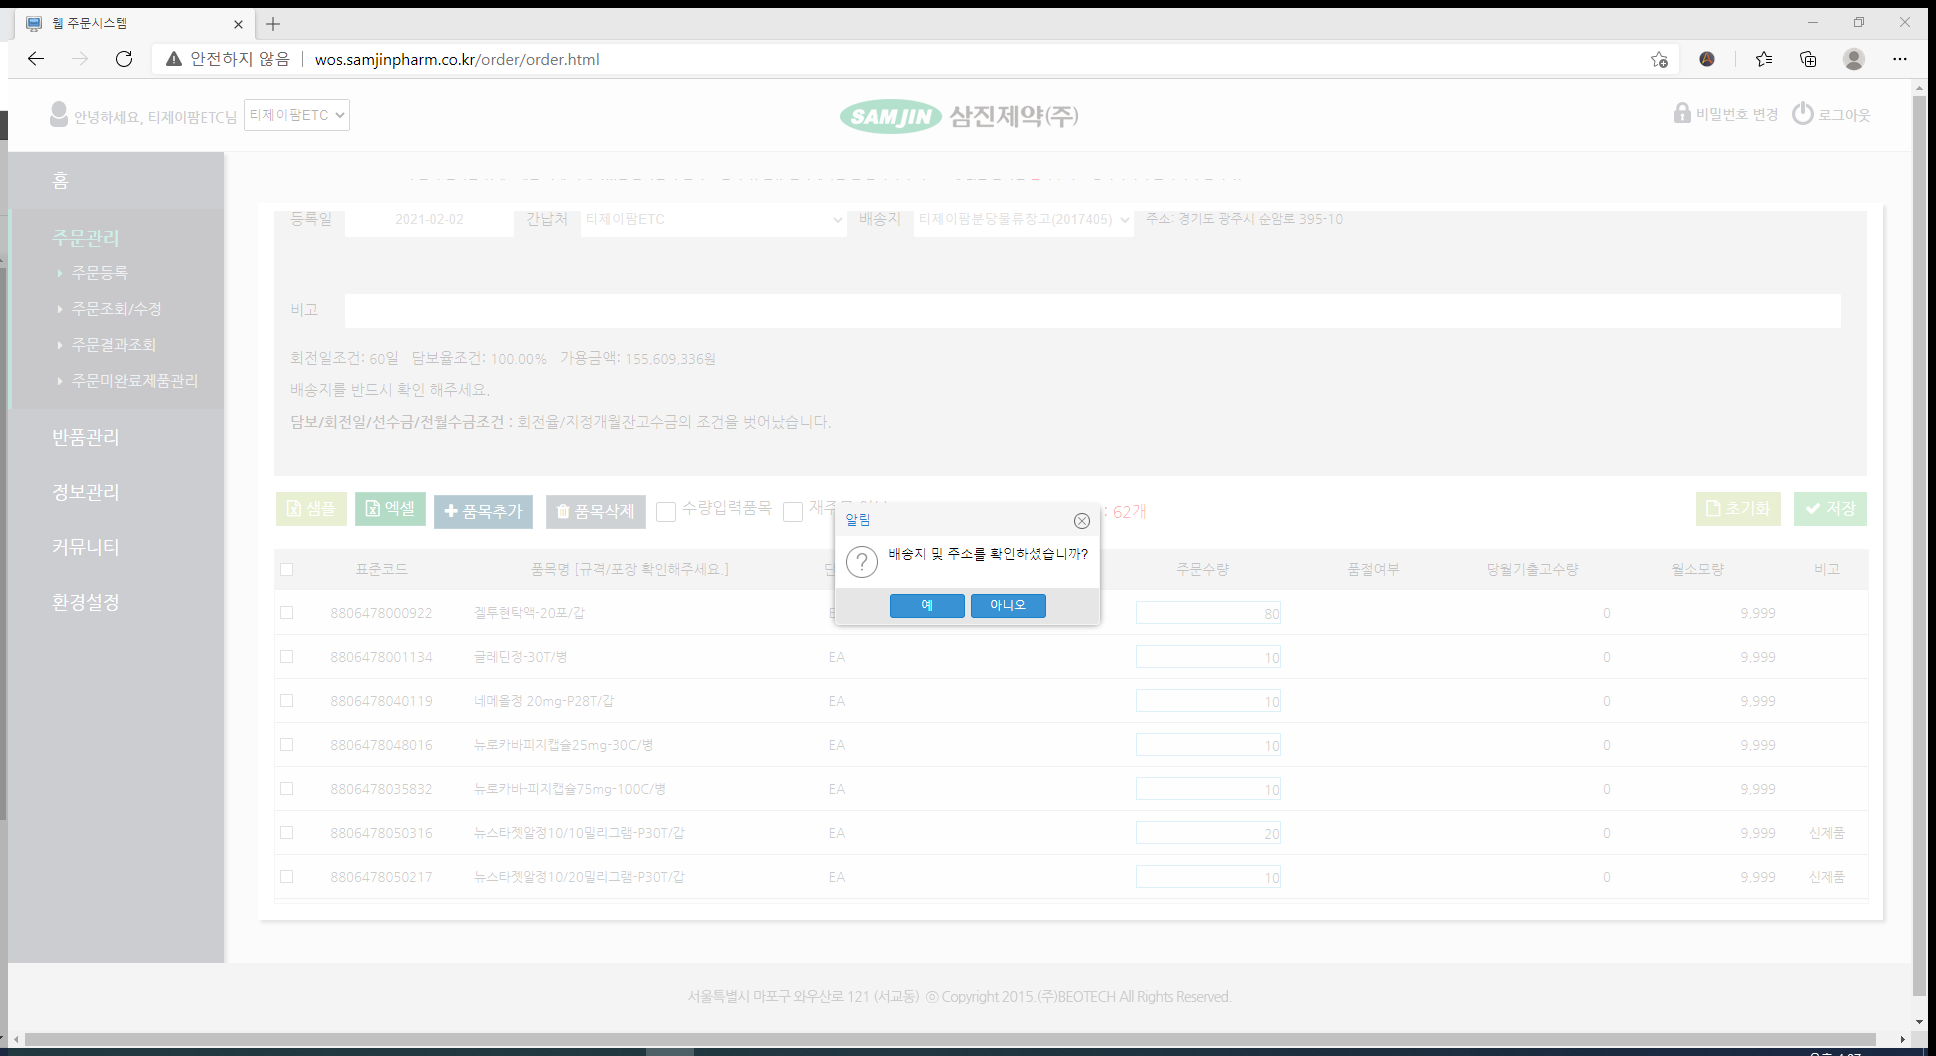 웹 주문시스템
안전하지 않음 | wos.samjinpharm.co.kr/order/order.html
안녕하세요, 티제이팜ETC님 티제이팜ETC
SAMJIN 삼진제약(주)
비밀번호 변경 로그아웃
홈
주문관리
주문등록
주문조회/수정
주문결과조회
주문미완료제품관리
반품관리
정보관리
커뮤니티
환경설정
등록일 2021-02-02 간납처 티제이팜ETC 배송지 티제이팜분당물류창고(2017405) 주소: 경기도 광주시 순암로 395-10
비고
회전일조건: 60일 담보율조건: 100.00% 가용금액: 155,609,336원
배송지를 반드시 확인 해주세요.
담보/회전일/선수금/전월수금조건 : 회전율/지정개월잔고수금의 조건을 벗어났습니다.
샘플 엑셀 품목추가 품목삭제 수량입력품목 : 62개 초기화 저장
알림
배송지 및 주소를 확인하셨습니까?
예 아니오
표준코드 품목명 [규격/포장 확인해주세요.] 주문수량 품절여부 당월기출고수량 월소모량 비고
8806478000922 겔투현탁액-20포/갑 80 0 9,999
8806478001134 글레딘정-30T/병 EA 10 0 9,999
8806478040119 네메올정 20mg-P28T/갑 EA 10 0 9,999
8806478048016 뉴로카바피지캡슐25mg-30C/병 EA 10 0 9,999
8806478035832 뉴로카바-피지캡슐75mg-100C/병 EA 10 0 9,999
8806478050316 뉴스타젯알정10/10밀리그램-P30T/갑 EA 20 0 9,999 신제품
8806478050217 뉴스타젯알정10/20밀리그램-P30T/갑 EA 10 0 9,999 신제품
서울특별시 마포구 와우산로 121 (서교동) ⓒ Copyright 2015.(주)BEOTECH All Rights Reserved.